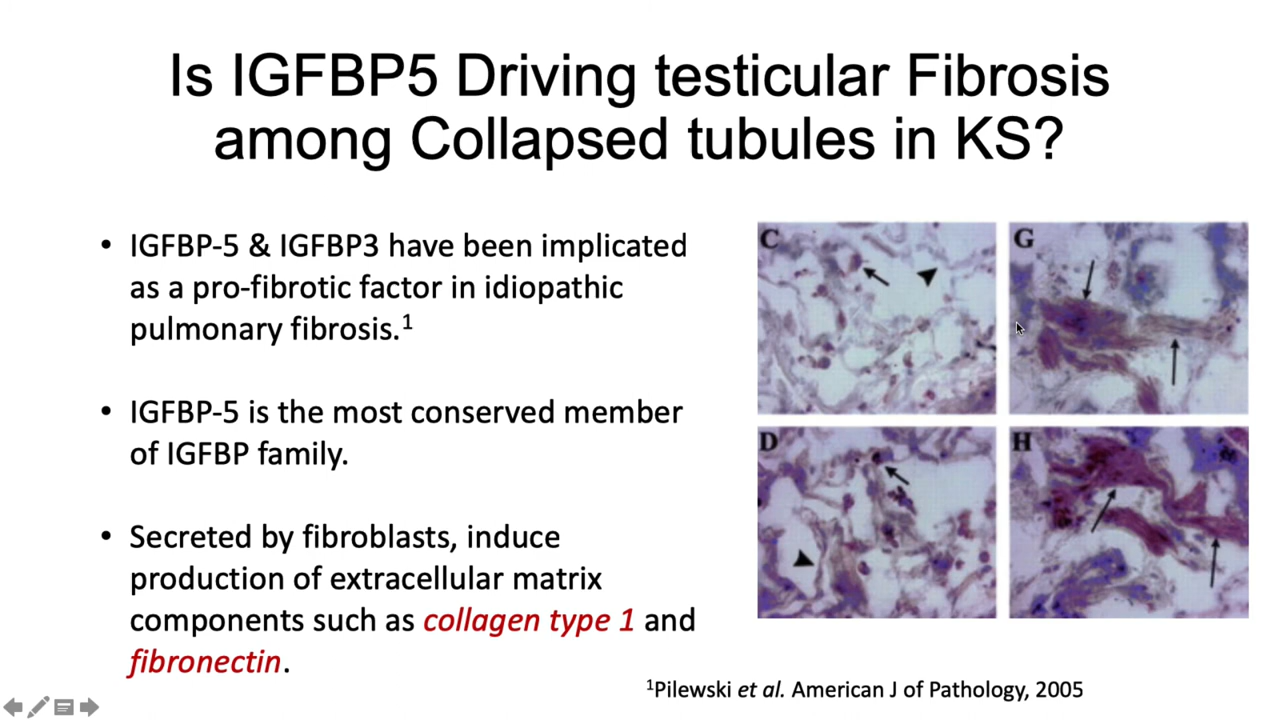 Is IGFBP5 Driving testicular Fibrosis
among Collapsed tubules in KS?
• IGFBP-5 & IGFBP3 have been implicated
as a pro-fibrotic factor in idiopathic
pulmonary fibrosis.¹
• IGFBP-5 is the most conserved member
of IGFBP family.
• Secreted by fibroblasts, induce
production of extracellular matrix
components such as collagen type 1 and
fibronectin.
C
G
D
H
¹Pilewski et al. American J of Pathology, 2005